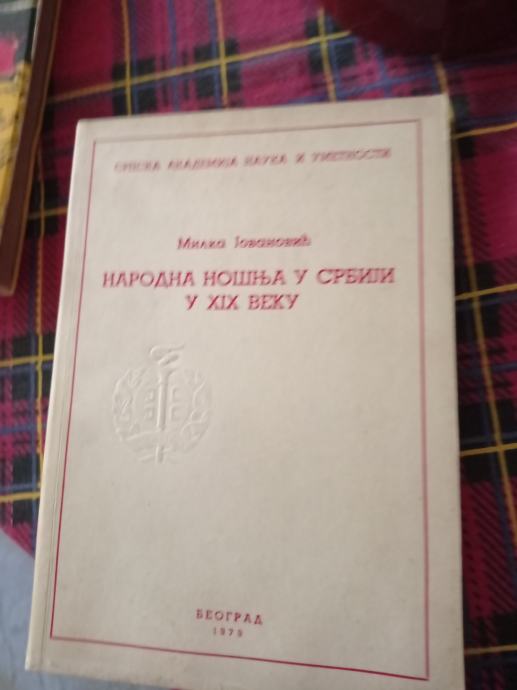 СРПСКА АКАДЕМИЈА НАУКА И УМЕТНОСТИ
Милка Јовановић
НАРОДНА НОШЊА У СРБИЈИ
У XIX ВЕКУ
БЕОГРАД
1979